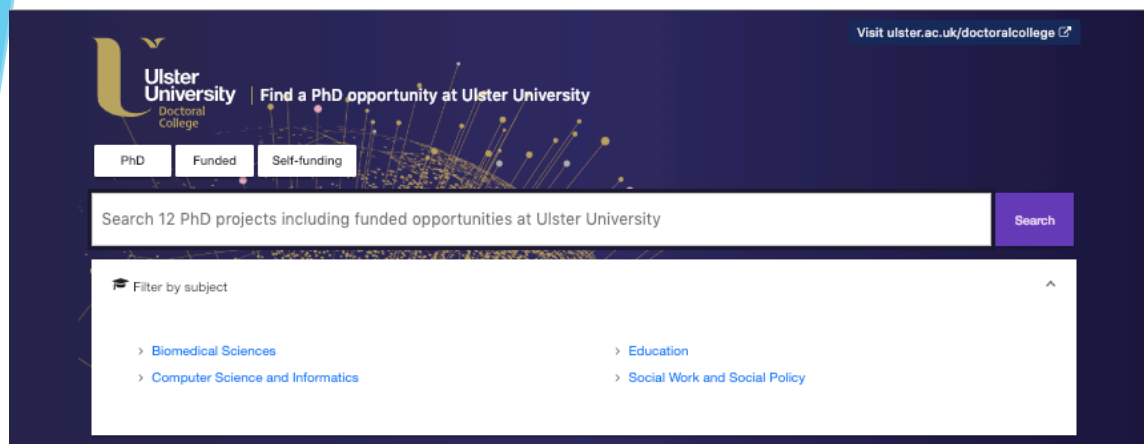 Visit ulster.ac.uk/doctoralcollege
Ulster
University
Doctoral
College
Find a PhD opportunity at Ulster University
PhD
Funded
Self-funding
Search 12 PhD projects including funded opportunities at Ulster University
Search
Filter by subject
> Biomedical Sciences
> Education
> Computer Science and Informatics
> Social Work and Social Policy